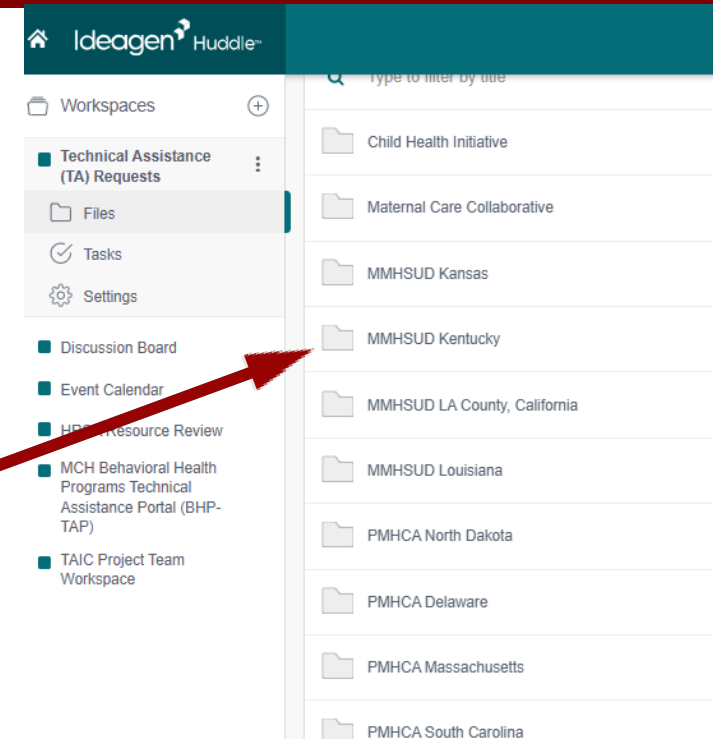 Ideagen Huddle™
Workspaces
Technical Assistance
(TA) Requests
Files
Tasks
Settings
Discussion Board
Event Calendar
Resource Review
MCH Behavioral Health
Programs Technical
Assistance Portal (BHP-
TAP)
TAIC Project Team
Workspace
Type to filter by title
Child Health Initiative
Maternal Care Collaborative
MMHSUD Kansas
MMHSUD Kentucky
MMHSUD LA County, California
MMHSUD Louisiana
PMHCA North Dakota
PMHCA Delaware
PMHCA Massachusetts
PMHCA South Carolina